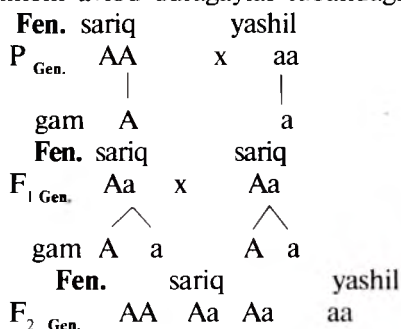 Fen. sariq yashil
P Gen. AA x aa
gam A a
Fen. sariq sariq
F1 Gen. Aa x Aa
gam A a A a
Fen. sariq yashil
F2 Gen. AA Aa Aa aa